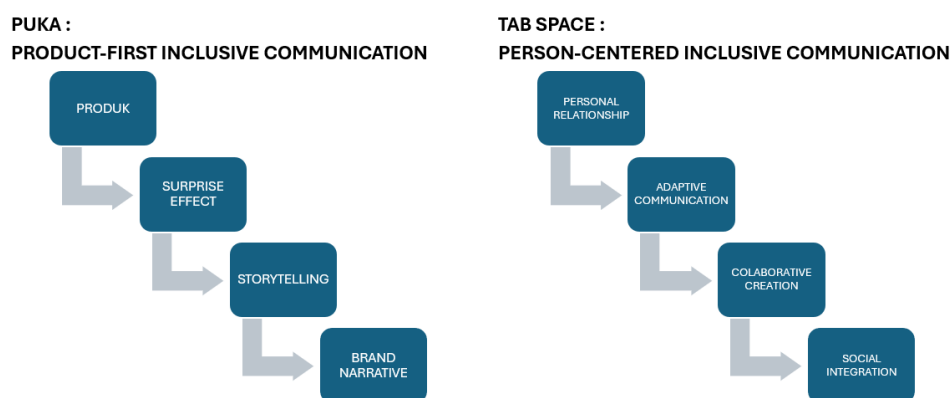 PUKA :
PRODUCT-FIRST INCLUSIVE COMMUNICATION
PRODUK
SURPRISE
EFFECT
STORYTELLING
BRAND
NARRATIVE
TAB SPACE :
PERSON-CENTERED INCLUSIVE COMMUNICATION
PERSONAL
RELATIONSHIP
ADAPTIVE
COMMUNICATION
COLABORATIVE
CREATION
SOCIAL
INTEGRATION